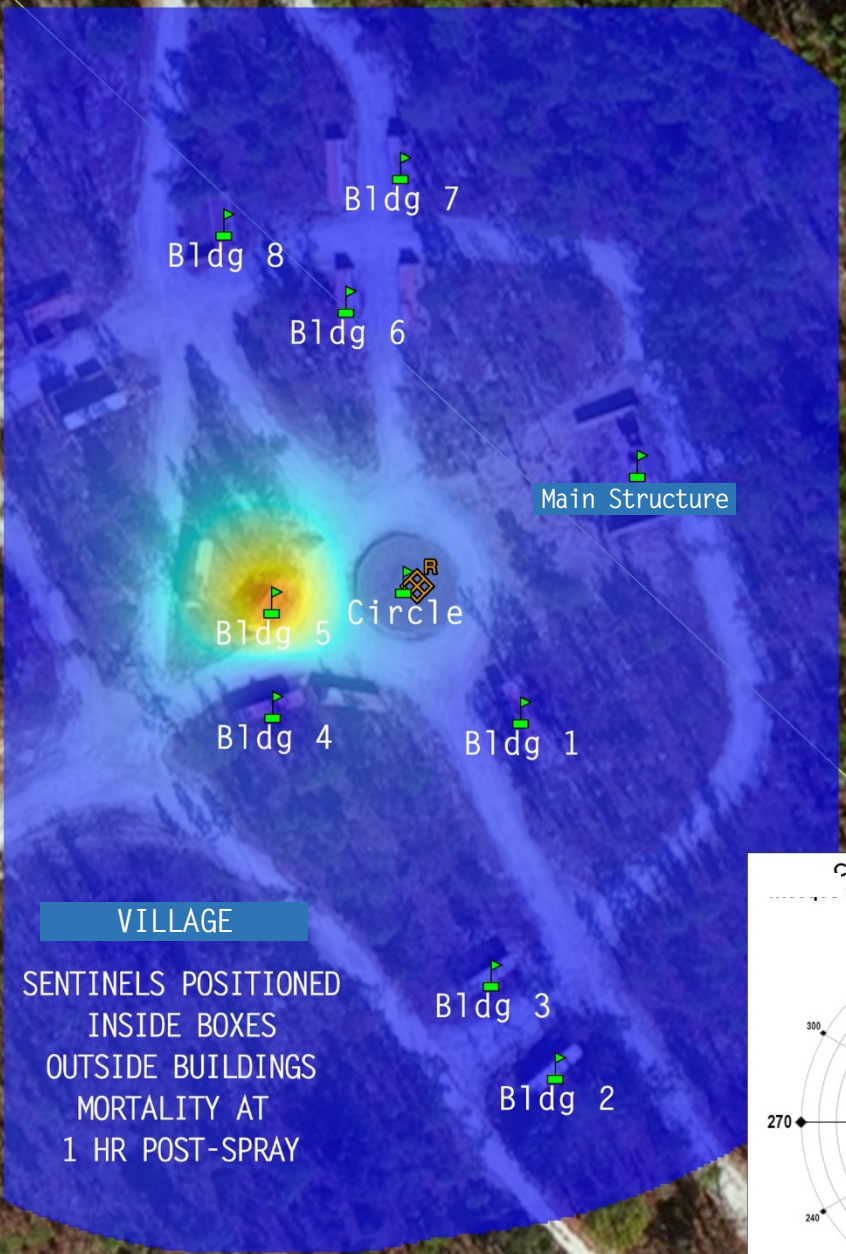 Bldg 7
Bldg 8
Bldg 6
Main Structure
R
Circle
Bldg 5
Bldg 4
Bldg 1
VILLAGE
SENTINELS POSITIONED
INSIDE BOXES
OUTSIDE BUILDINGS
MORTALITY AT
1 HR POST-SPRAY
Bldg 3
Bldg 2
300
270
240